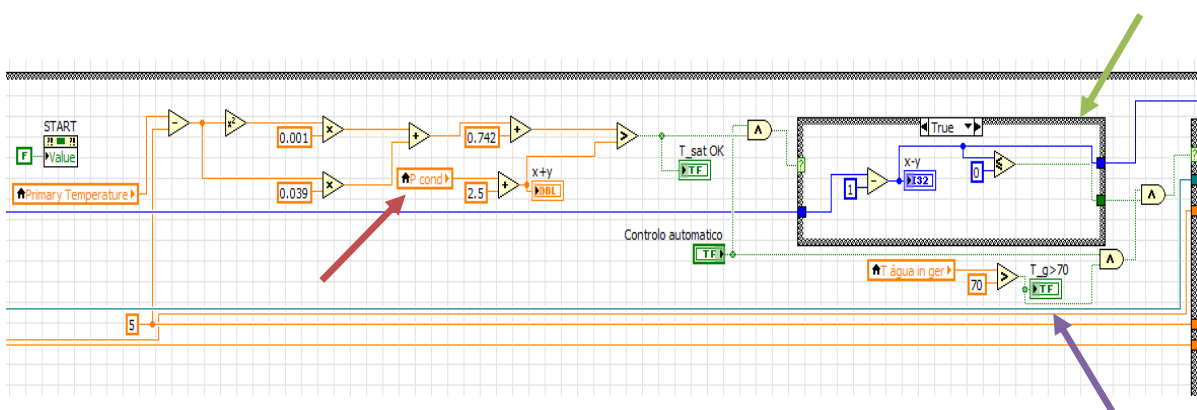 True
START
?! ?!
Value
F
0.001
0.742
T_sat OK
TF
Primary Temperature
0.039
P cond
2.5
x+y
DBL
x-y
I32
1
0
Controlo automatico
TF
T água in ger
70
T_g>70
TF
5